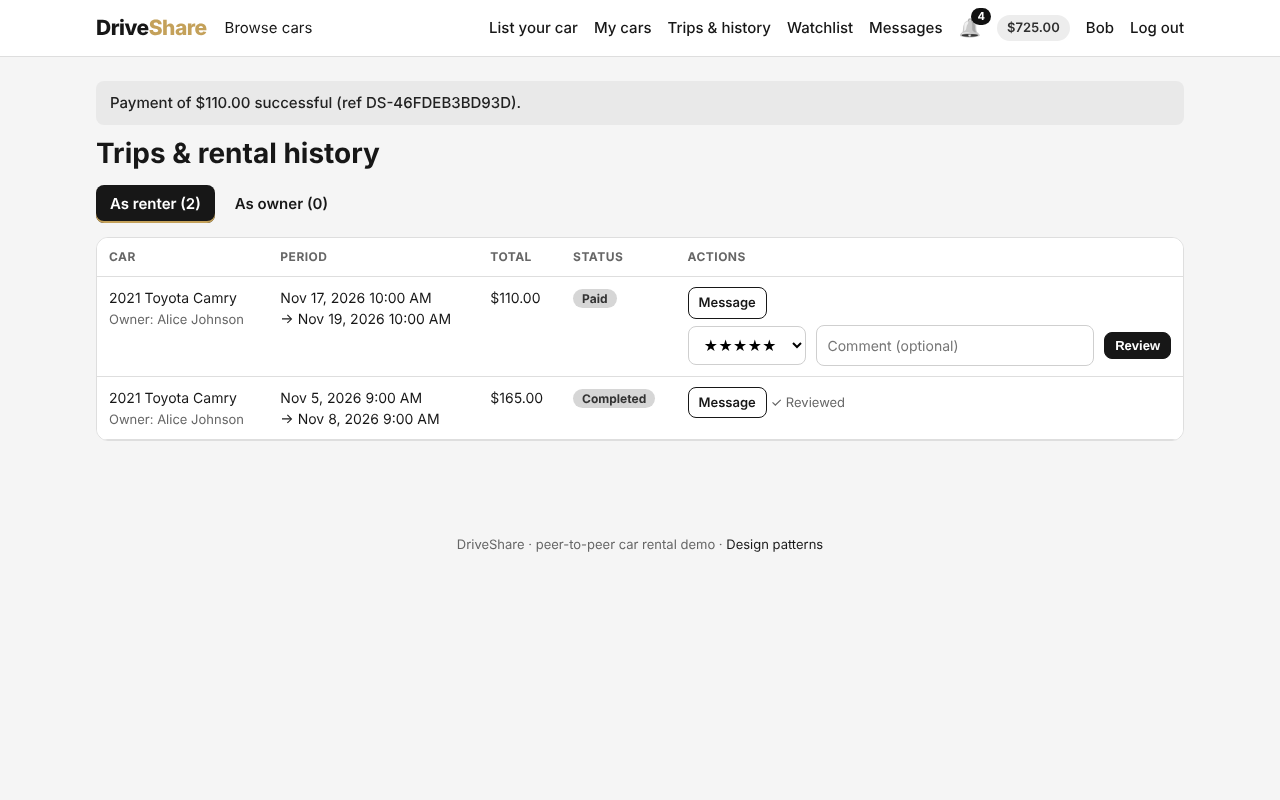 DriveShare Browse cars List your car My cars Trips & history Watchlist Messages 4 $725.00 Bob Log out
Payment of $110.00 successful (ref DS-46FDEB3BD93D).
Trips & rental history
As renter (2) As owner (0)
CAR PERIOD TOTAL STATUS ACTIONS
2021 Toyota Camry Nov 17, 2026 10:00 AM $110.00 Paid Message
Owner: Alice Johnson → Nov 19, 2026 10:00 AM
★★★★★ Comment (optional) Review
2021 Toyota Camry Nov 5, 2026 9:00 AM $165.00 Completed Message ✓ Reviewed
Owner: Alice Johnson → Nov 8, 2026 9:00 AM
DriveShare · peer-to-peer car rental demo · Design patterns